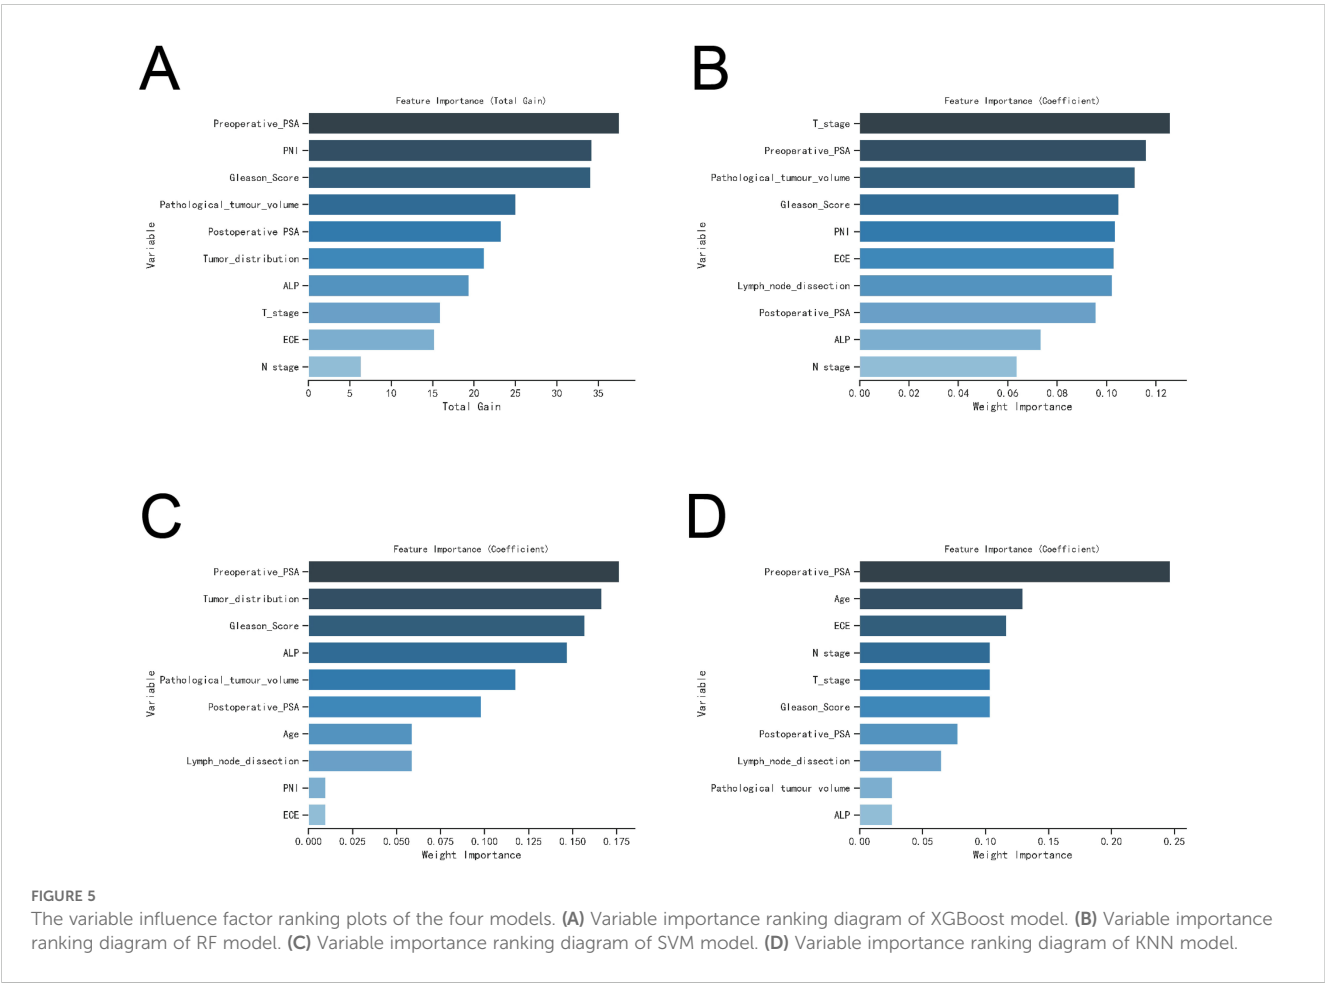 A
Feature Importance (Total Gain)
Variable
Preoperative_PSA
PNI
Gleason_Score
Pathological_tumour_volume
Postoperative PSA
Tumor_distribution
ALP
T_stage
ECE
N stage
0 5 10 15 20 25 30 35
Total Gain
B
Feature Importance (Coefficient)
Variable
T_stage
Preoperative_PSA
Pathological_tumour_volume
Gleason_Score
PNI
ECE
Lymph_node_dissection
Postoperative_PSA
ALP
N stage
0.00 0.02 0.04 0.06 0.08 0.10 0.12
Weight Importance
C
Feature Importance (Coefficient)
Variable
Preoperative_PSA
Tumor_distribution
Gleason_Score
ALP
Pathological_tumour_volume
Postoperative_PSA
Age
Lymph_node_dissection
PNI
ECE
0.000 0.025 0.050 0.075 0.100 0.125 0.150 0.175
Weight Importance
D
Feature Importance (Coefficient)
Variable
Preoperative_PSA
Age
ECE
N stage
T_stage
Gleason_Score
Postoperative_PSA
Lymph_node_dissection
Pathological tumour volume
ALP
0.00 0.05 0.10 0.15 0.20 0.25
Weight Importance
FIGURE 5
The variable influence factor ranking plots of the four models. (A) Variable importance ranking diagram of XGBoost model. (B) Variable importance
ranking diagram of RF model. (C) Variable importance ranking diagram of SVM model. (D) Variable importance ranking diagram of KNN model.